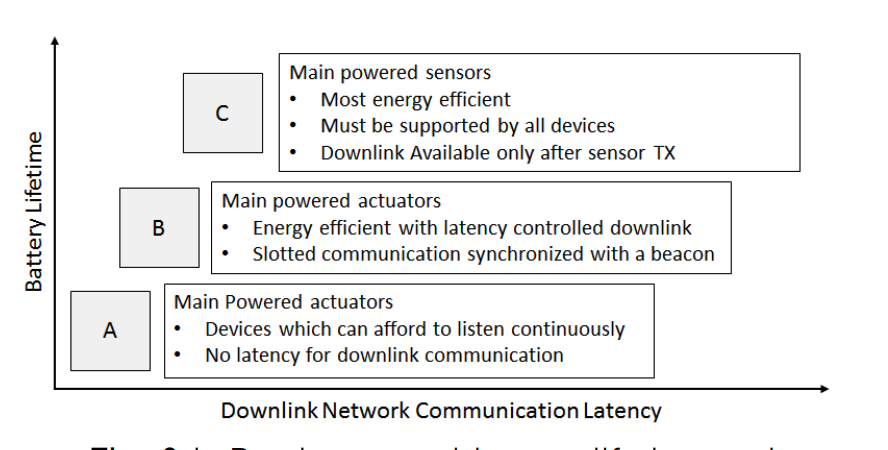 C
Main powered sensors
• Most energy efficient
• Must be supported by all devices
• Downlink Available only after sensor TX
B
Main powered actuators
• Energy efficient with latency controlled downlink
• Slotted communication synchronized with a beacon
A
Main Powered actuators
• Devices which can afford to listen continuously
• No latency for downlink communication
Battery Lifetime
Downlink Network Communication Latency